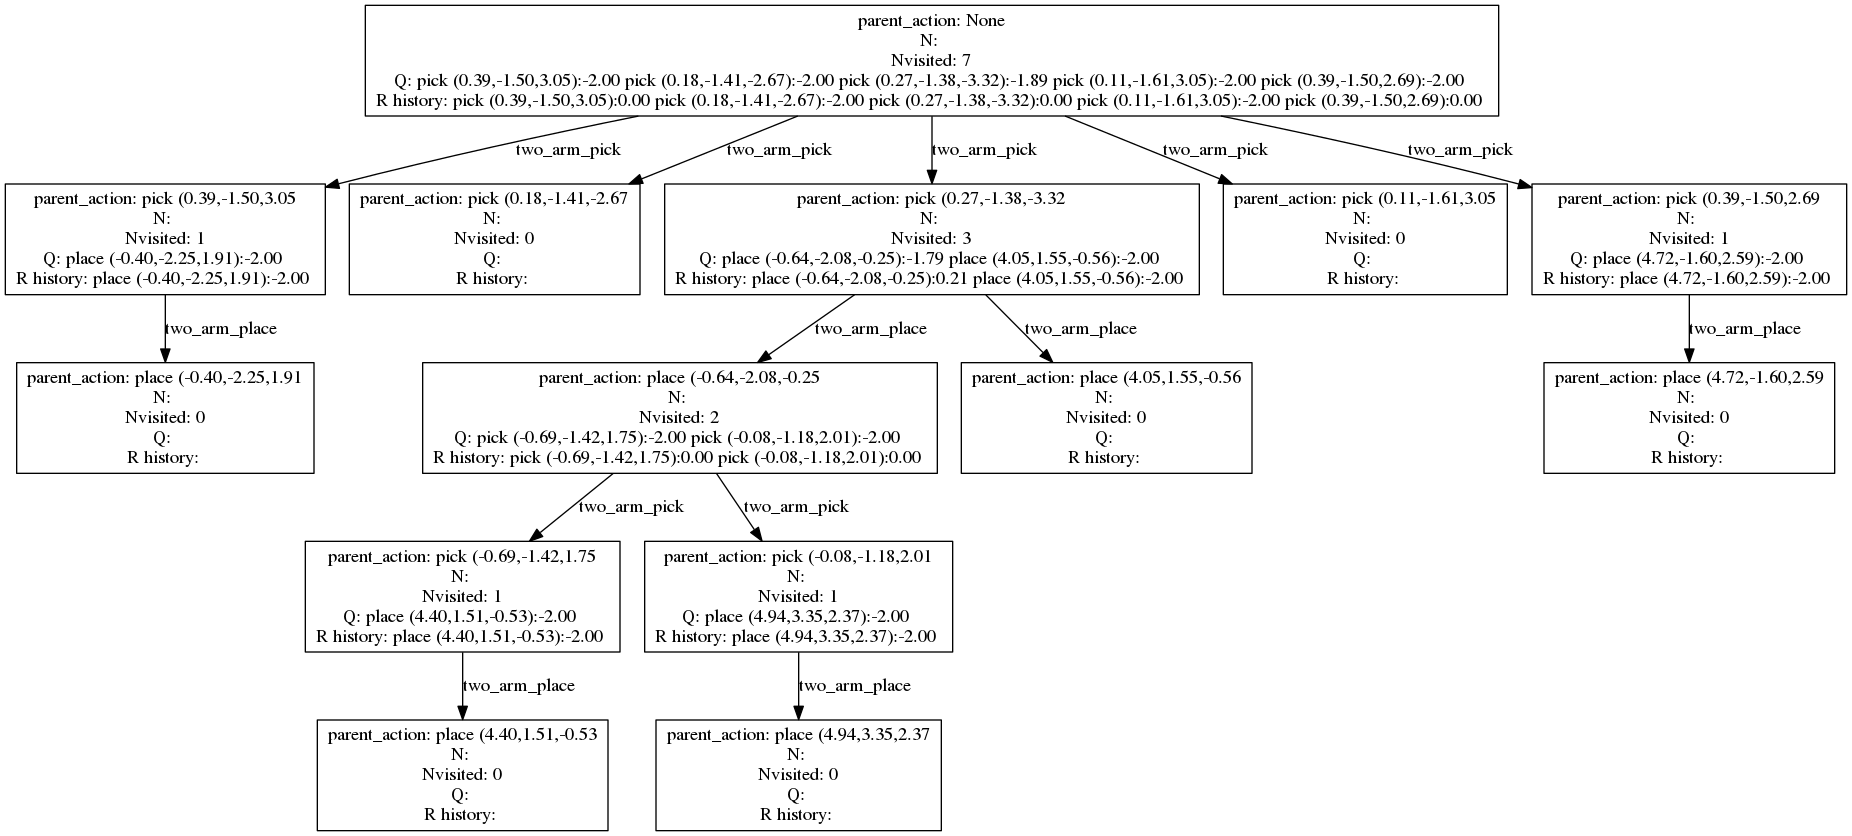 parent_action: None
N:
Nvisited: 7
Q: pick (0.39,-1.50,3.05):-2.00 pick (0.18,-1.41,-2.67):-2.00 pick (0.27,-1.38,-3.32):-1.89 pick (0.11,-1.61,3.05):-2.00 pick (0.39,-1.50,2.69):-2.00
R history: pick (0.39,-1.50,3.05):0.00 pick (0.18,-1.41,-2.67):-2.00 pick (0.27,-1.38,-3.32):0.00 pick (0.11,-1.61,3.05):-2.00 pick (0.39,-1.50,2.69):0.00
two_arm_pick
two_arm_pick
two_arm_pick
two_arm_pick
two_arm_pick
parent_action: pick (0.39,-1.50,3.05
N:
Nvisited: 1
Q: place (-0.40,-2.25,1.91):-2.00
R history: place (-0.40,-2.25,1.91):-2.00
parent_action: pick (0.18,-1.41,-2.67
N:
Nvisited: 0
Q:
R history:
parent_action: pick (0.27,-1.38,-3.32
N:
Nvisited: 3
Q: place (-0.64,-2.08,-0.25):-1.79 place (4.05,1.55,-0.56):-2.00
R history: place (-0.64,-2.08,-0.25):0.21 place (4.05,1.55,-0.56):-2.00
parent_action: pick (0.11,-1.61,3.05
N:
Nvisited: 0
Q:
R history:
parent_action: pick (0.39,-1.50,2.69
N:
Nvisited: 1
Q: place (4.72,-1.60,2.59):-2.00
R history: place (4.72,-1.60,2.59):-2.00
two_arm_place
two_arm_place
two_arm_place
two_arm_place
parent_action: place (-0.40,-2.25,1.91
N:
Nvisited: 0
Q:
R history:
parent_action: place (-0.64,-2.08,-0.25
N:
Nvisited: 2
Q: pick (-0.69,-1.42,1.75):-2.00 pick (-0.08,-1.18,2.01):-2.00
R history: pick (-0.69,-1.42,1.75):0.00 pick (-0.08,-1.18,2.01):0.00
parent_action: place (4.05,1.55,-0.56
N:
Nvisited: 0
Q:
R history:
parent_action: place (4.72,-1.60,2.59
N:
Nvisited: 0
Q:
R history:
two_arm_pick
two_arm_pick
parent_action: pick (-0.69,-1.42,1.75
N:
Nvisited: 1
Q: place (4.40,1.51,-0.53):-2.00
R history: place (4.40,1.51,-0.53):-2.00
parent_action: pick (-0.08,-1.18,2.01
N:
Nvisited: 1
Q: place (4.94,3.35,2.37):-2.00
R history: place (4.94,3.35,2.37):-2.00
two_arm_place
two_arm_place
parent_action: place (4.40,1.51,-0.53
N:
Nvisited: 0
Q:
R history:
parent_action: place (4.94,3.35,2.37
N:
Nvisited: 0
Q:
R history: